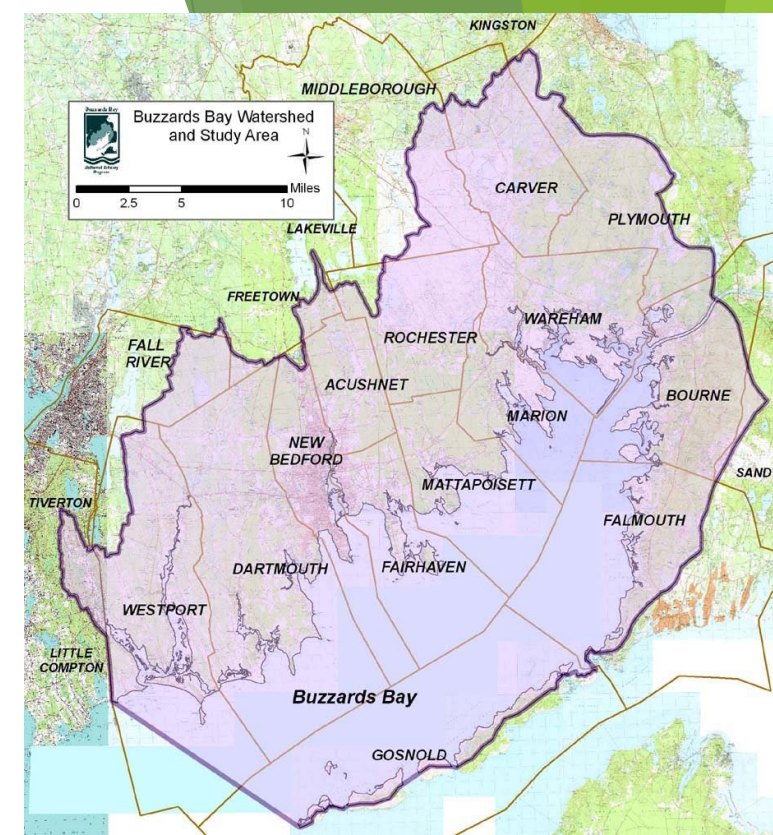 KINGSTON
MIDDLEBOROUGH
Buzzards Bay Watershed
and Study Area
N
Miles
0 2.5 5 10
CARVER
PLYMOUTH
LAKEVILLE
FREETOWN
WAREHAM
FALL
RIVER
ROCHESTER
ACUSHNET
BOURNE
MARION
NEW
BEDFORD
MATTAPOISETT
SAND
TIVERTON
FALMOUTH
DARTMOUTH
FAIRHAVEN
WESTPORT
LITTLE
COMPTON
Buzzards Bay
GOSNOLD